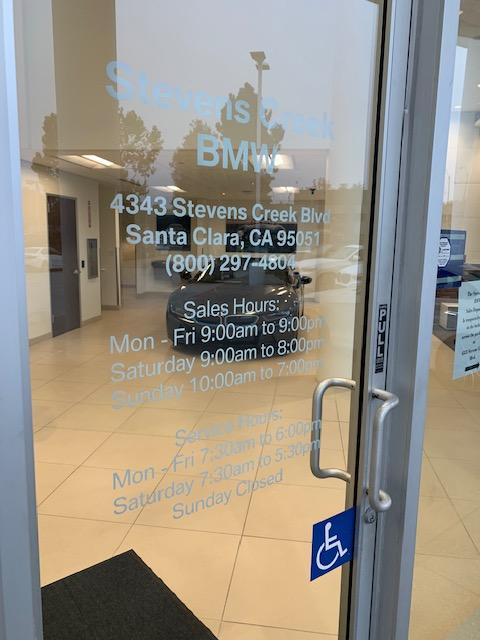 Stevens Creek
BMW
4343 Stevens Creek Blvd
Santa Clara, CA 95051
(800) 297-4804
Sales Hours:
Mon - Fri 9:00am to 9:00pm
Saturday 9:00am to 8:00pm
Sunday 10:00am to 7:00pm
Service Hours:
Mon - Fri 7:30am to 6:00pm
Saturday 7:30am to 5:30pm
Sunday Closed
PULL